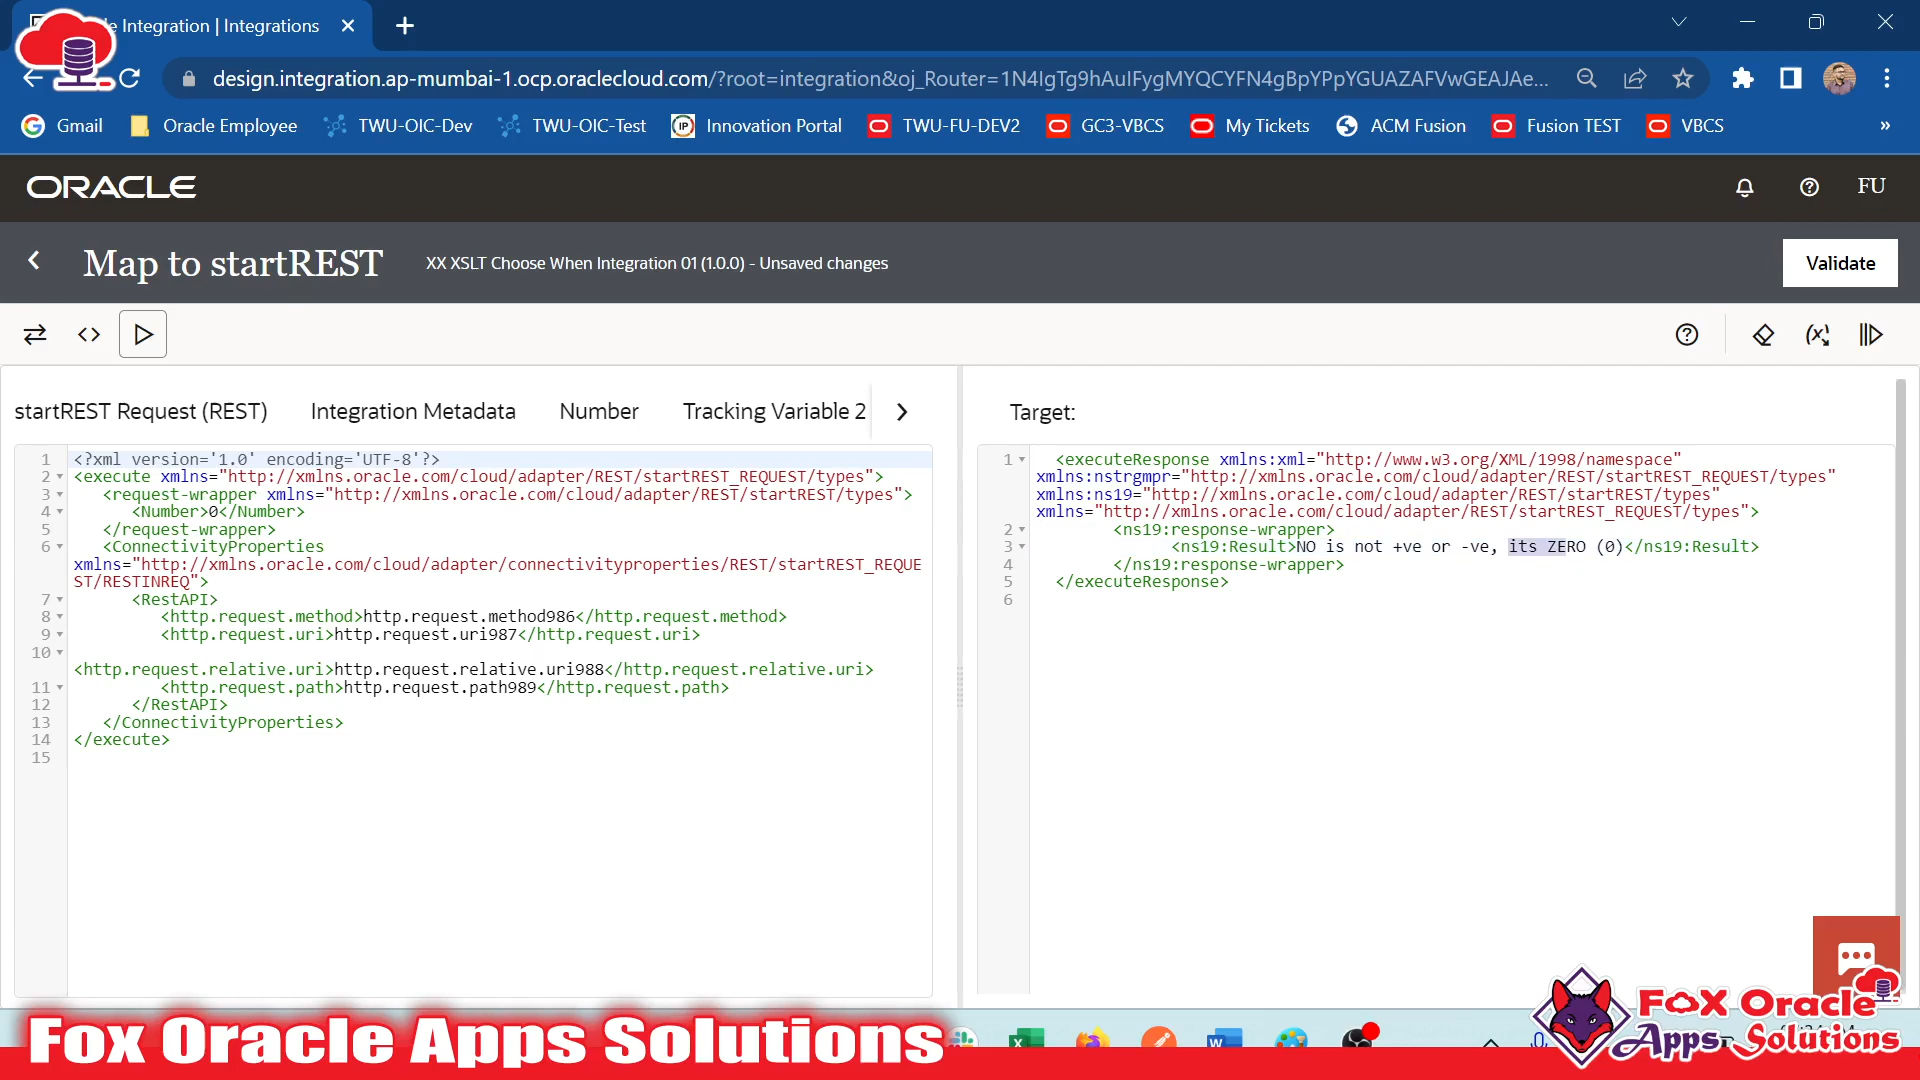 Integration | Integrations
design.integration.ap-mumbai-1.ocp.oraclecloud.com/?root=integration&oj_Router=1N4IgTg9hAuIFygMYQCYFN4gBpYPpYGUAZAFVwGEAJAe...
Gmail Oracle Employee TWU-OIC-Dev TWU-OIC-Test IP Innovation Portal TWU-FU-DEV2 GC3-VBCS My Tickets ACM Fusion Fusion TEST VBCS »
ORACLE
FU
Map to startREST
XX XSLT Choose When Integration 01 (1.0.0) - Unsaved changes
Validate
startREST Request (REST) Integration Metadata Number Tracking Variable 2
1 <?xml version='1.0' encoding='UTF-8'?>
2 <execute xmlns="http://xmlns.oracle.com/cloud/adapter/REST/startREST_REQUEST/types">
3 <request-wrapper xmlns="http://xmlns.oracle.com/cloud/adapter/REST/startREST/types">
4 <Number>0</Number>
5 </request-wrapper>
6 <ConnectivityProperties
xmlns="http://xmlns.oracle.com/cloud/adapter/connectivityproperties/REST/startREST_REQUE
ST/RESTINREQ">
7 <RestAPI>
8 <http.request.method>http.request.method986</http.request.method>
9 <http.request.uri>http.request.uri987</http.request.uri>
10
<http.request.relative.uri>http.request.relative.uri988</http.request.relative.uri>
11 <http.request.path>http.request.path989</http.request.path>
12 </RestAPI>
13 </ConnectivityProperties>
14 </execute>
15
Target:
1 <executeResponse xmlns:xml="http://www.w3.org/XML/1998/namespace"
xmlns:nstrgmpr="http://xmlns.oracle.com/cloud/adapter/REST/startREST_REQUEST/types"
xmlns:ns19="http://xmlns.oracle.com/cloud/adapter/REST/startREST/types"
xmlns="http://xmlns.oracle.com/cloud/adapter/REST/startREST_REQUEST/types">
2 <ns19:response-wrapper>
3 <ns19:Result>NO is not +ve or -ve, its ZERO (0)</ns19:Result>
4 </ns19:response-wrapper>
5 </executeResponse>
6
Fox Oracle Apps Solutions
Fox Oracle
Apps Solutions